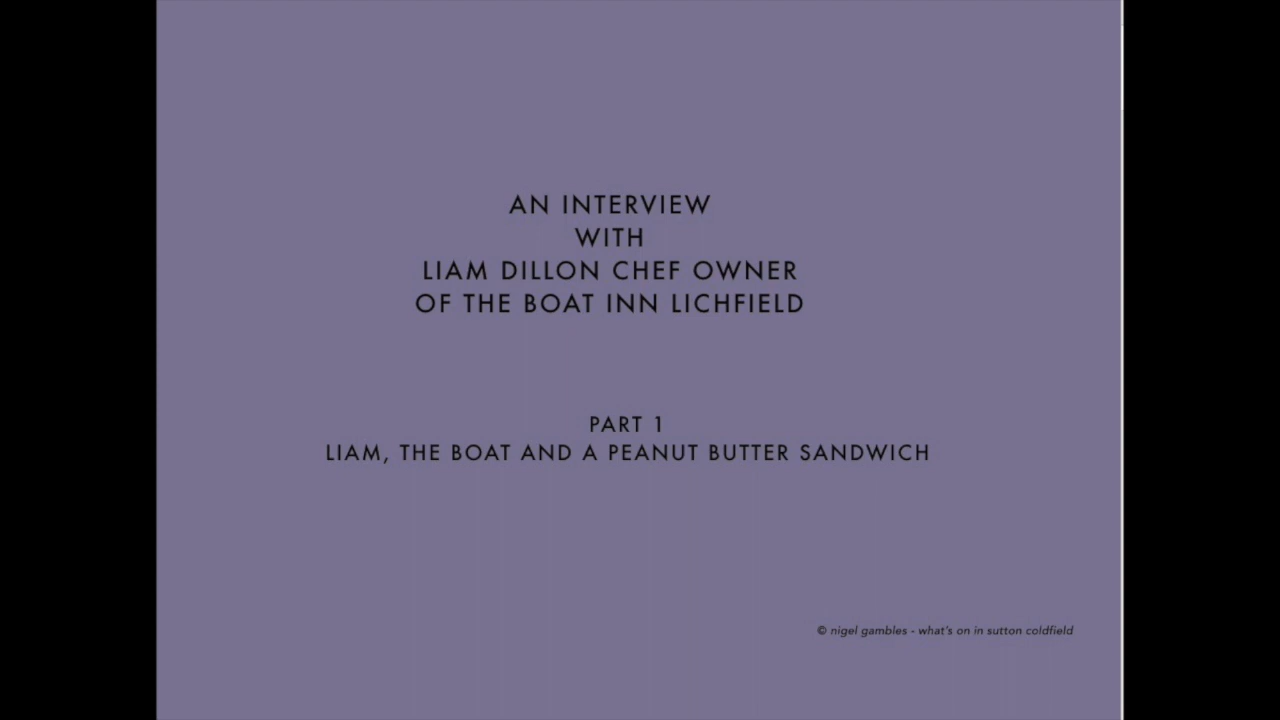 AN INTERVIEW
WITH
LIAM DILLON CHEF OWNER
OF THE BOAT INN LICHFIELD
PART 1
LIAM, THE BOAT AND A PEANUT BUTTER SANDWICH
© nigel gambles - what's on in sutton coldfield